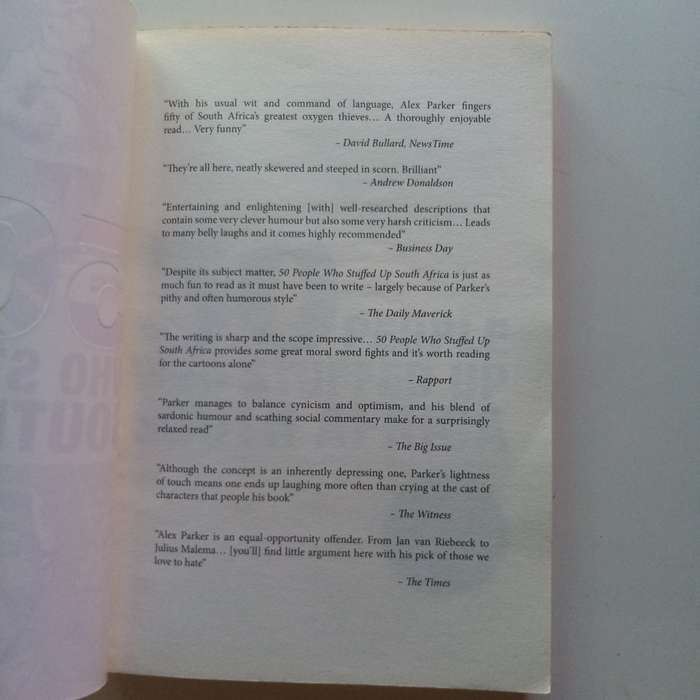 "With his usual wit and command of language, Alex Parker fingers
fifty of South Africa's greatest oxygen thieves… A thoroughly enjoyable
read… Very funny"
– David Bullard, NewsTime
"They're all here, neatly skewered and steeped in scorn. Brilliant"
– Andrew Donaldson
"Entertaining and enlightening [with] well-researched descriptions that
contain some very clever humour but also some very harsh criticism… Leads
to many belly laughs and it comes highly recommended"
– Business Day
"Despite its subject matter, 50 People Who Stuffed Up South Africa is just as
much fun to read as it must have been to write – largely because of Parker's
pithy and often humorous style"
– The Daily Maverick
"The writing is sharp and the scope impressive… 50 People Who Stuffed Up
South Africa provides some great moral sword fights and it's worth reading
for the cartoons alone"
– Rapport
"Parker manages to balance cynicism and optimism, and his blend of
sardonic humour and scathing social commentary make for a surprisingly
relaxed read"
– The Big Issue
"Although the concept is an inherently depressing one, Parker's lightness
of touch means one ends up laughing more often than crying at the cast of
characters that people his book"
– The Witness
"Alex Parker is an equal-opportunity offender. From Jan van Riebeeck to
Julius Malema… [you'll] find little argument here with his pick of those we
love to hate"
– The Times